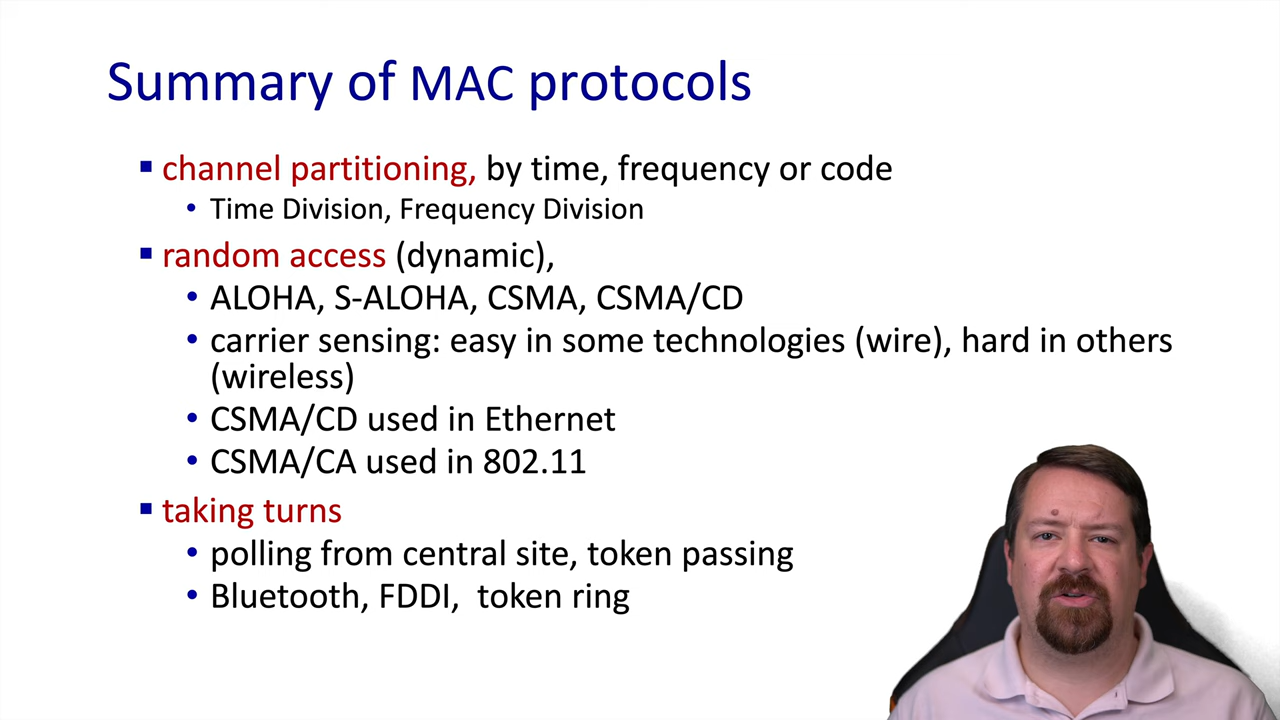 Summary of MAC protocols
▪ channel partitioning, by time, frequency or code
• Time Division, Frequency Division
▪ random access (dynamic),
• ALOHA, S-ALOHA, CSMA, CSMA/CD
• carrier sensing: easy in some technologies (wire), hard in others
(wireless)
• CSMA/CD used in Ethernet
• CSMA/CA used in 802.11
▪ taking turns
• polling from central site, token passing
• Bluetooth, FDDI,  token ring